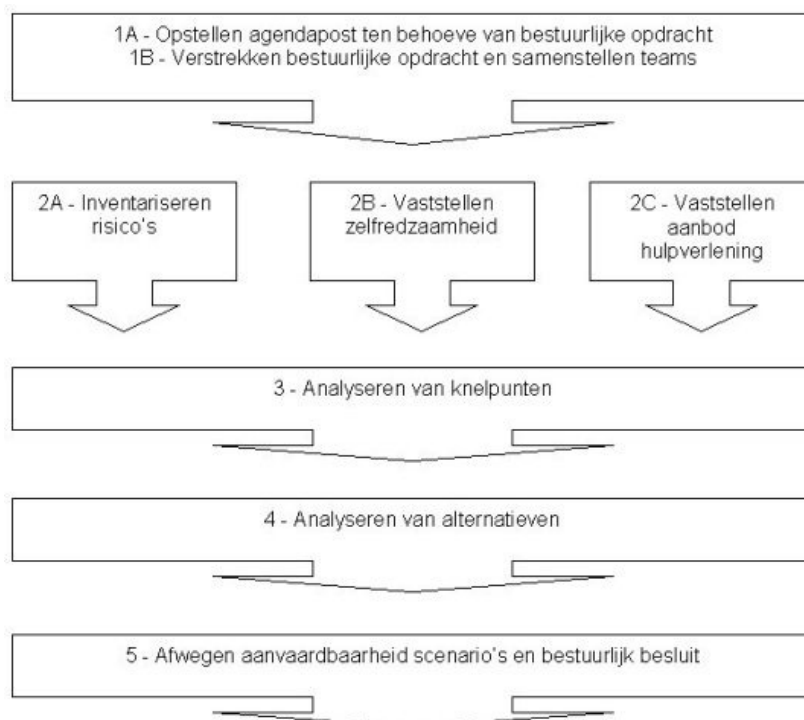 1A - Opstellen agendapost ten behoeve van bestuurlijke opdracht
1B - Verstrekken bestuurlijke opdracht en samenstellen teams
2A - Inventariseren
risico's
2B - Vaststellen
zelfredzaamheid
2C - Vaststellen
aanbod
hulpverlening
3 - Analyseren van knelpunten
4 - Analyseren van alternatieven
5 - Afwegen aanvaardbaarheid scenario's en bestuurlijk besluit